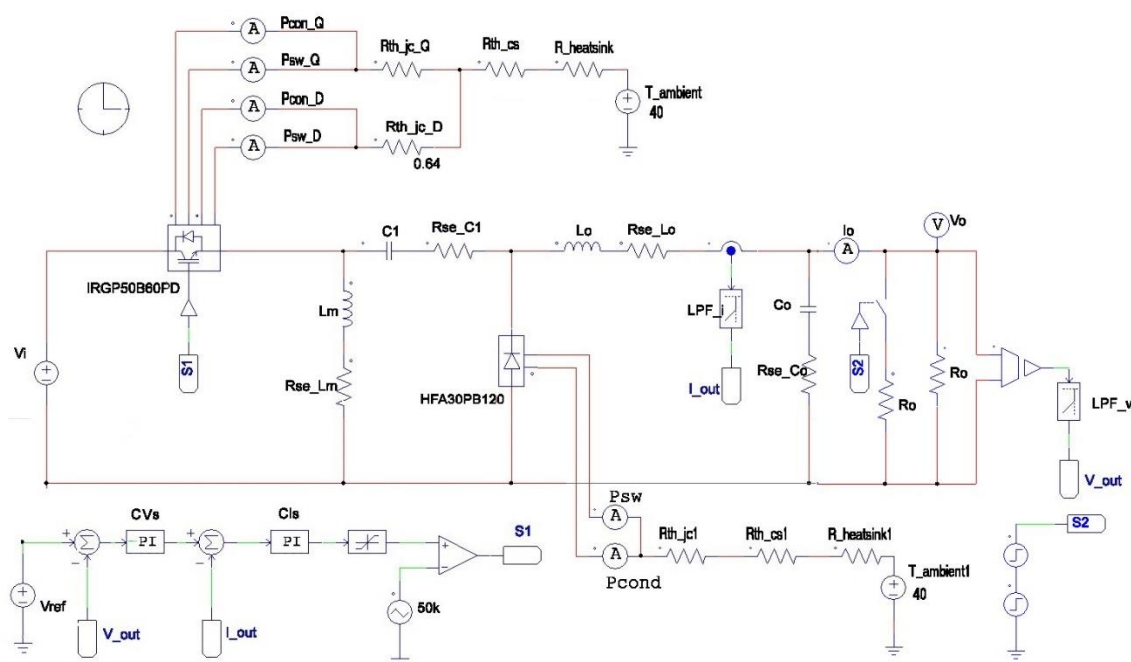 Pcon_Q
Rth_jc_Q
Rth_cs
R_heatsink
A
Psw_Q
A
T_ambient
40
Pcon_D
A
Rth_jc_D
Psw_D
A
0.64
C1
Rse_C1
Lo
Rse_Lo
Io
A
V
Vo
IRGP50B60PD
Lm
LPF_i
Co
S1
S2
Vi
Rse_Lm
HFA30PB120
I_out
Rse_Co
Ro
Ro
LPF_v
V_out
Psw
A
CVs
CIs
S1
S2
PI
PI
Rth_jc1
Rth_cs1
R_heatsink1
A
Pcond
T_ambient1
40
Vref
50k
V_out
I_out